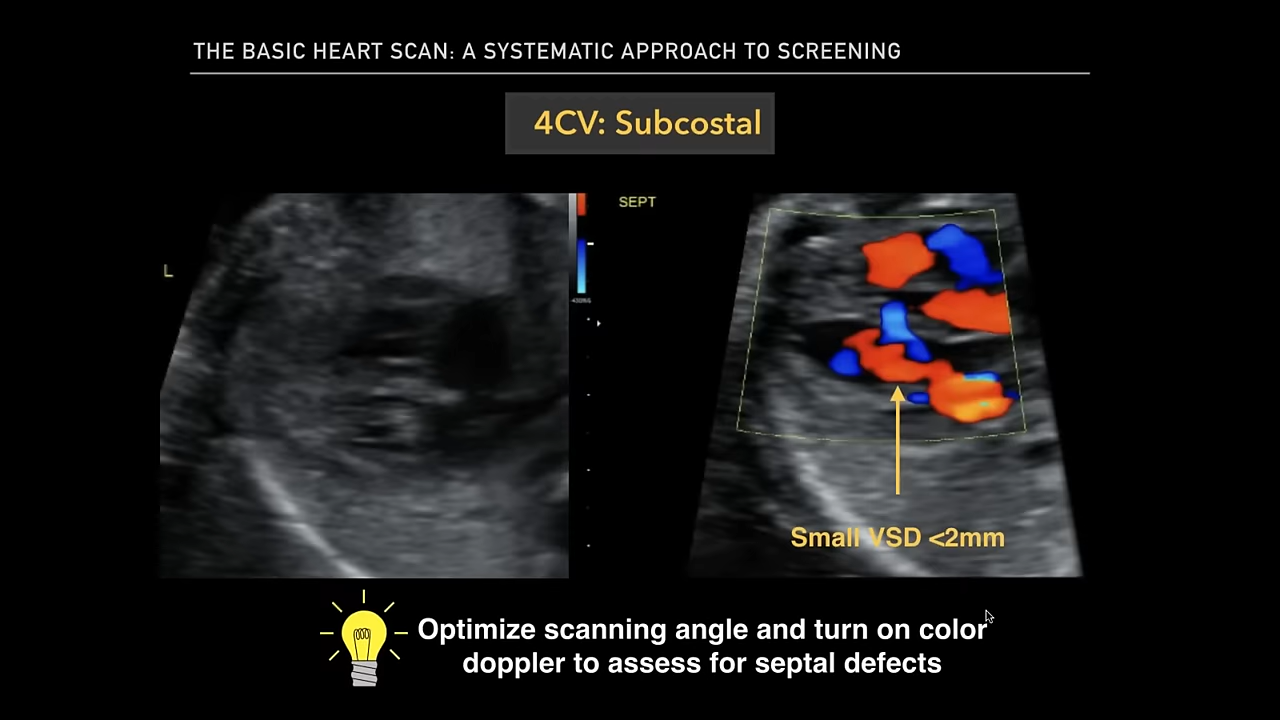 THE BASIC HEART SCAN: A SYSTEMATIC APPROACH TO SCREENING
4CV: Subcostal
SEPT
L
Small VSD <2mm
Optimize scanning angle and turn on color
doppler to assess for septal defects